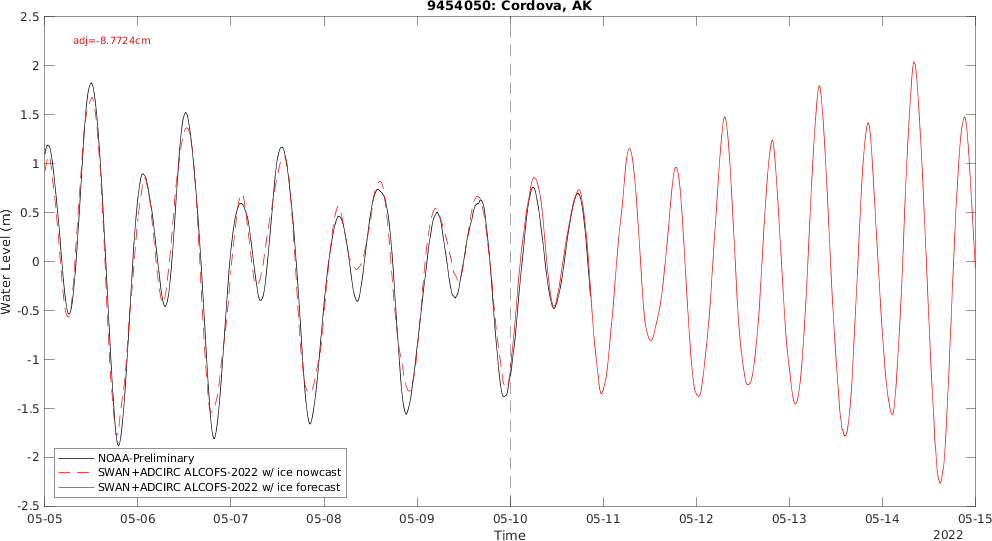 9454050: Cordova, AK
adj=-8.7724cm
2.5
2
1.5
1
0.5
0
-0.5
-1
-1.5
-2
-2.5
Water Level (m)
NOAA-Preliminary
SWAN+ADCIRC ALCOFS-2022 w/ ice nowcast
SWAN+ADCIRC ALCOFS-2022 w/ ice forecast
05-05 05-06 05-07 05-08 05-09 05-10 05-11 05-12 05-13 05-14 05-15
Time
2022